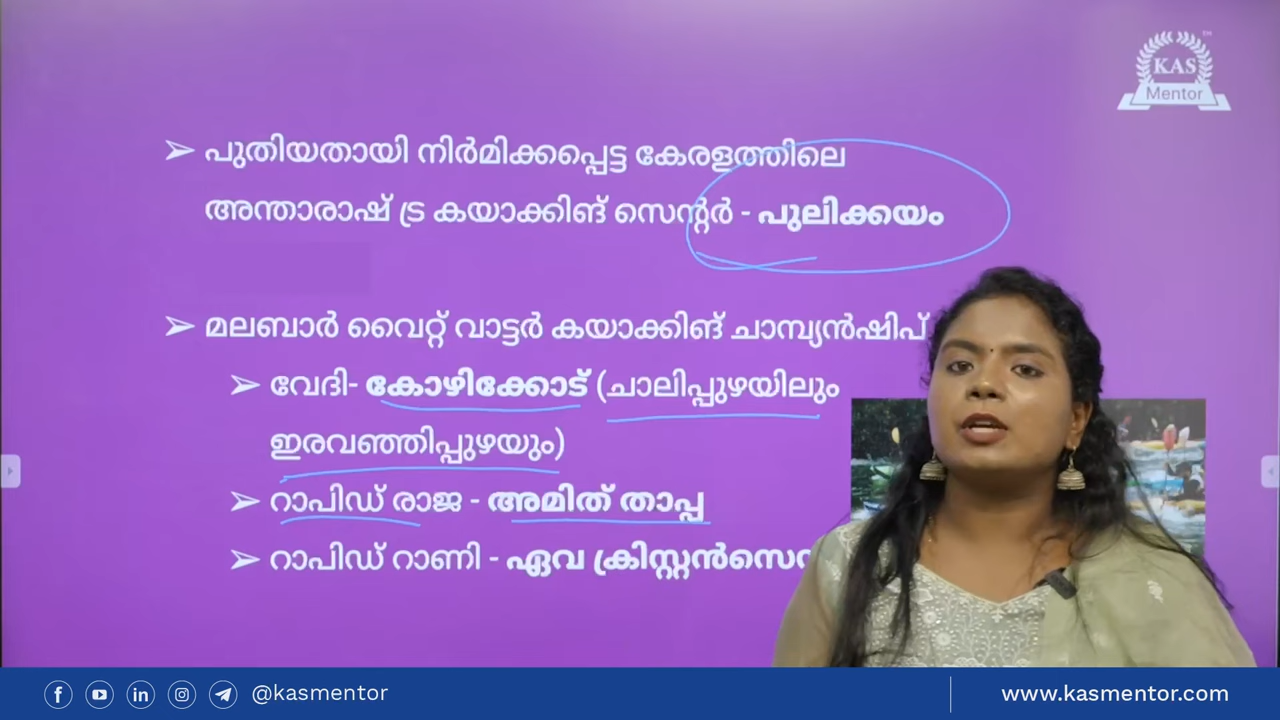 KAS
Mentor
TM
➢ പുതിയതായി നിർമിക്കപ്പെട്ട കേരളത്തിലെ
അന്താരാഷ് ട്ര കയാക്കിങ് സെന്റർ - പുലിക്കയം
➢ മലബാർ വൈറ്റ് വാട്ടർ കയാക്കിങ് ചാമ്പ്യൻഷിപ്
➢ വേദി- കോഴിക്കോട് (ചാലിപ്പുഴയിലും
ഇരവഞ്ഞിപ്പുഴയും)
➢ റാപിഡ് രാജ - അമിത് താപ്പ
➢ റാപിഡ് റാണി - ഏവ
@kasmentor
www.kasmentor.com